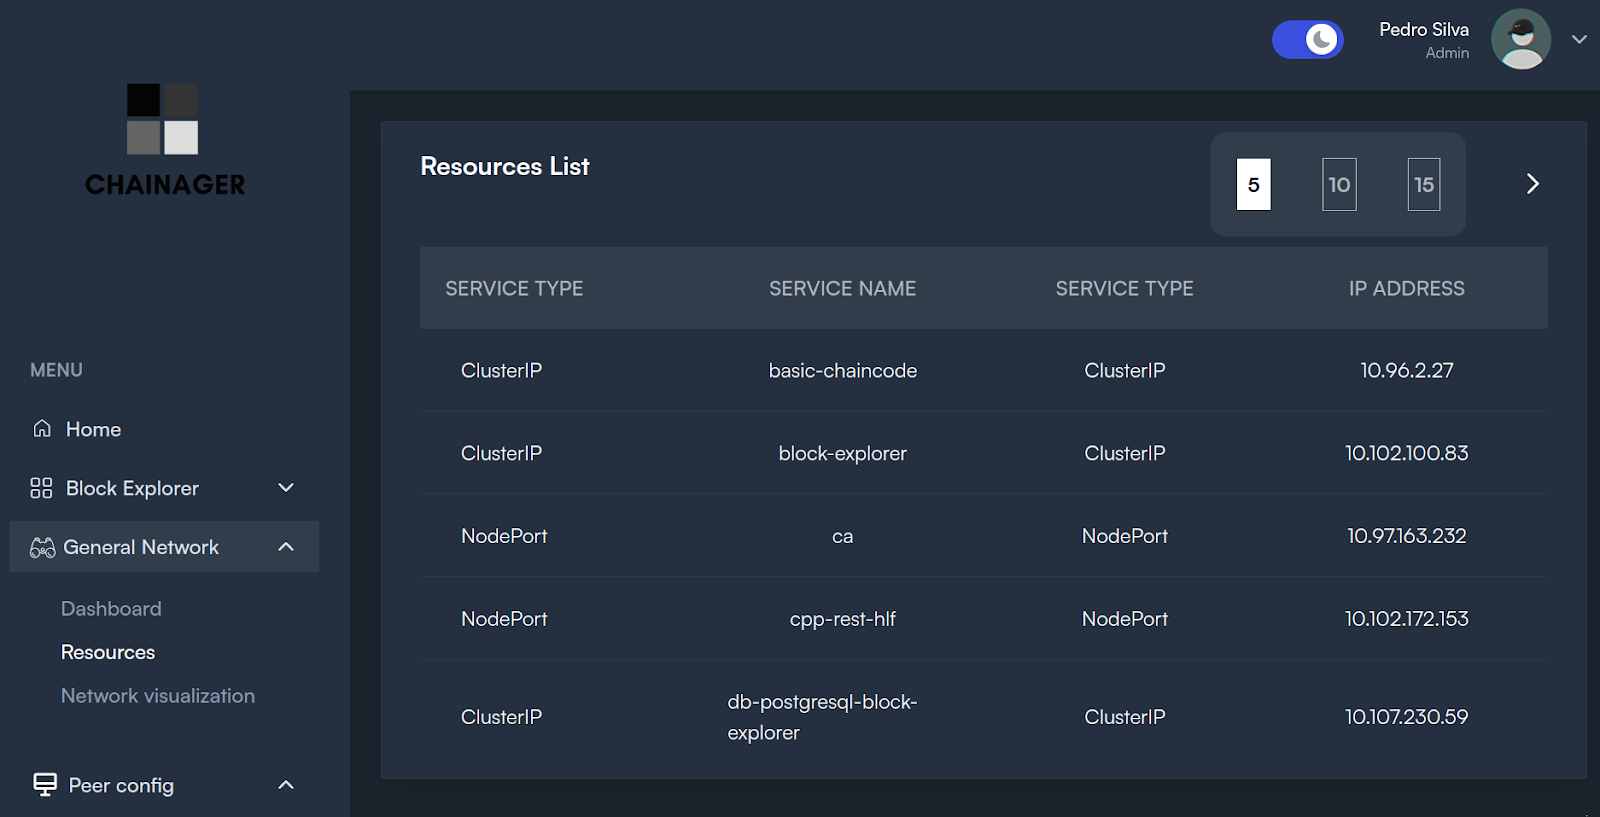 Pedro Silva
Admin
CHAINAGER
MENU
Home
Block Explorer
General Network
Dashboard
Resources
Network visualization
Peer config
Resources List
5 10 15
SERVICE TYPE SERVICE NAME SERVICE TYPE IP ADDRESS
ClusterIP basic-chaincode ClusterIP 10.96.2.27
ClusterIP block-explorer ClusterIP 10.102.100.83
NodePort ca NodePort 10.97.163.232
NodePort cpp-rest-hlf NodePort 10.102.172.153
ClusterIP db-postgresql-block- ClusterIP 10.107.230.59
explorer